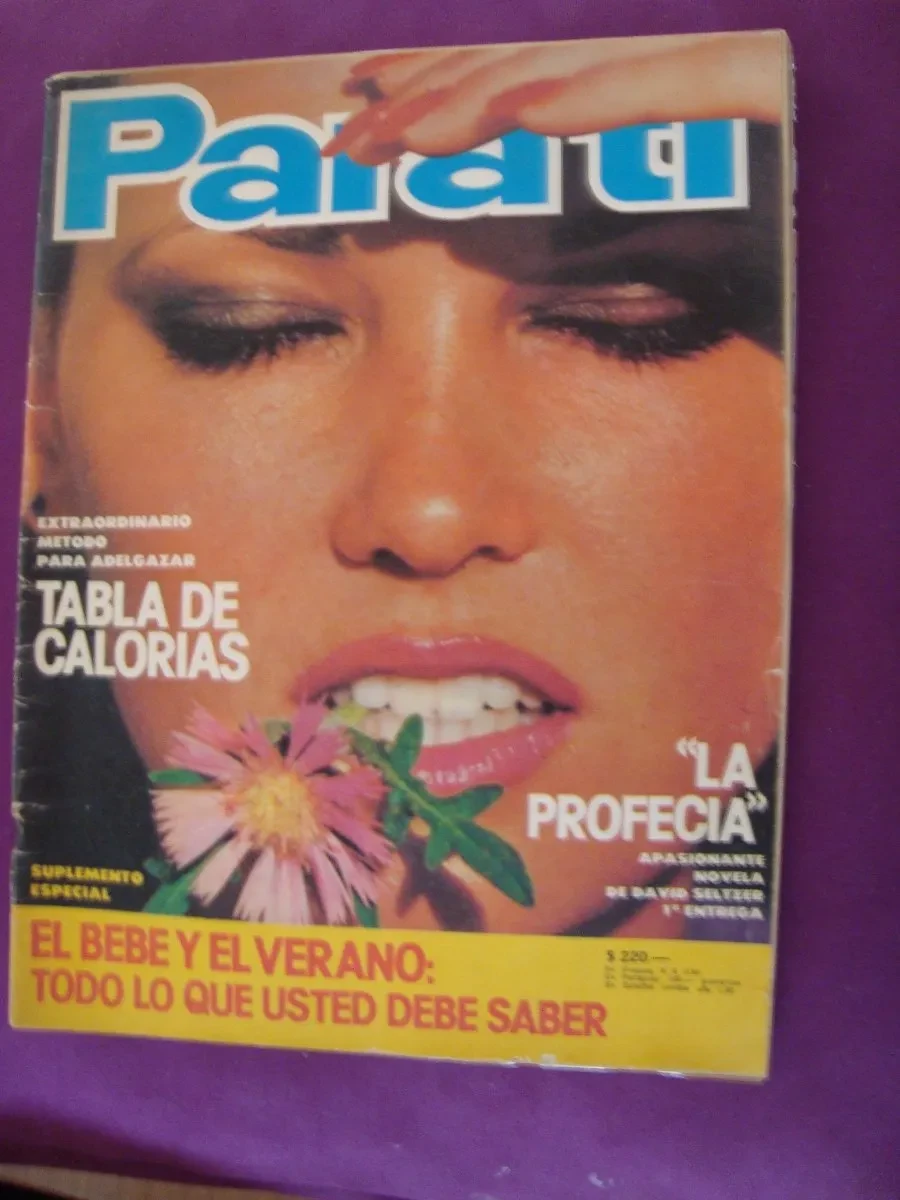 Para ti
EXTRAORDINARIO
METODO
PARA ADELGAZAR
TABLA DE
CALORIAS
“LA
PROFECIA”
APASIONANTE
NOVELA
DE DAVID SELTZER
1ª ENTREGA
SUPLEMENTO
ESPECIAL
EL BEBE Y EL VERANO:
TODO LO QUE USTED DEBE SABER
$ 220.—